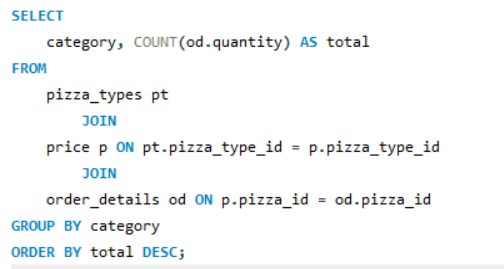 SELECT
category, COUNT(od.quantity) AS total
FROM
pizza_types pt
JOIN
price p ON pt.pizza_type_id = p.pizza_type_id
JOIN
order_details od ON p.pizza_id = od.pizza_id
GROUP BY category
ORDER BY total DESC;